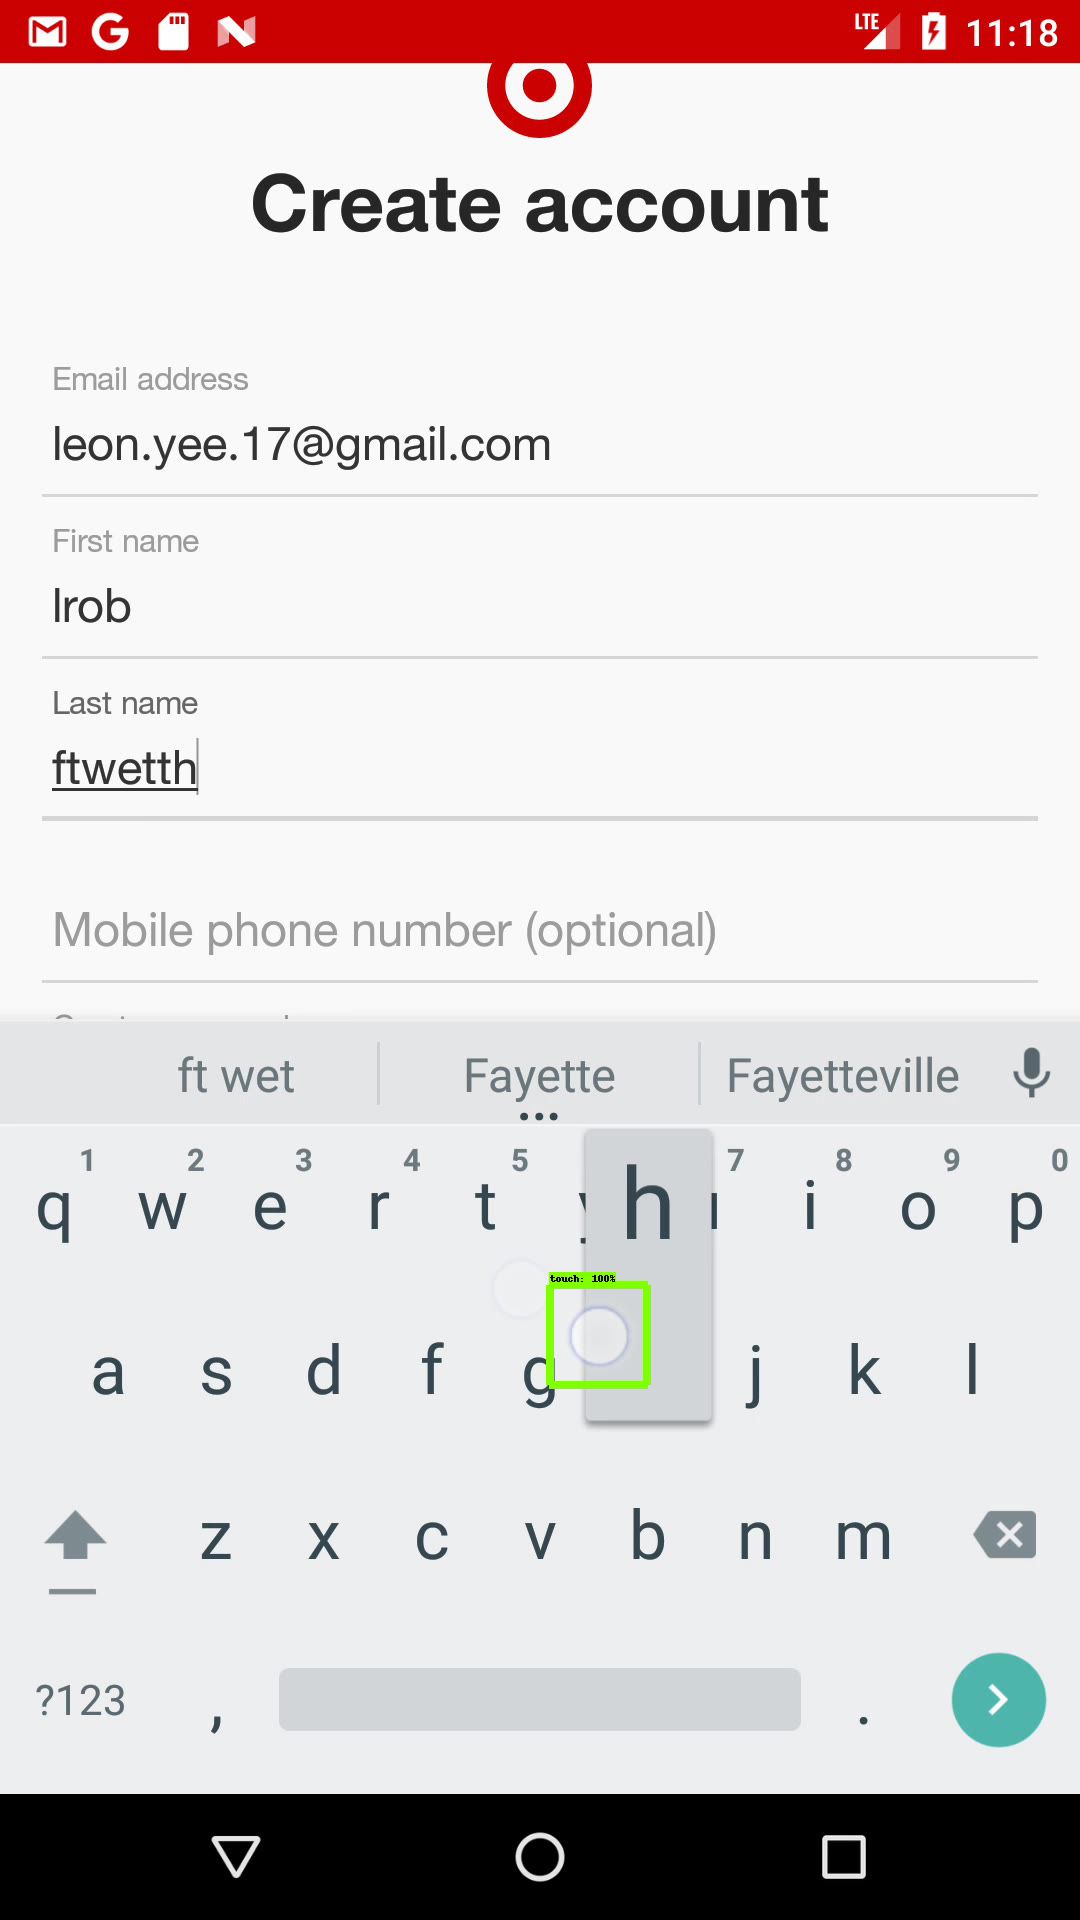 LTE 11:18
Create account
Email address
leon.yee.17@gmail.com
First name
lrob
Last name
ftwetth
Mobile phone number (optional)
ft wet Fayette Fayetteville
1 2 3 4 5 7 8 9 0
q w e r t h i o p
touch: 100%
a s d f g j k l
z x c v b n m
?123 , .